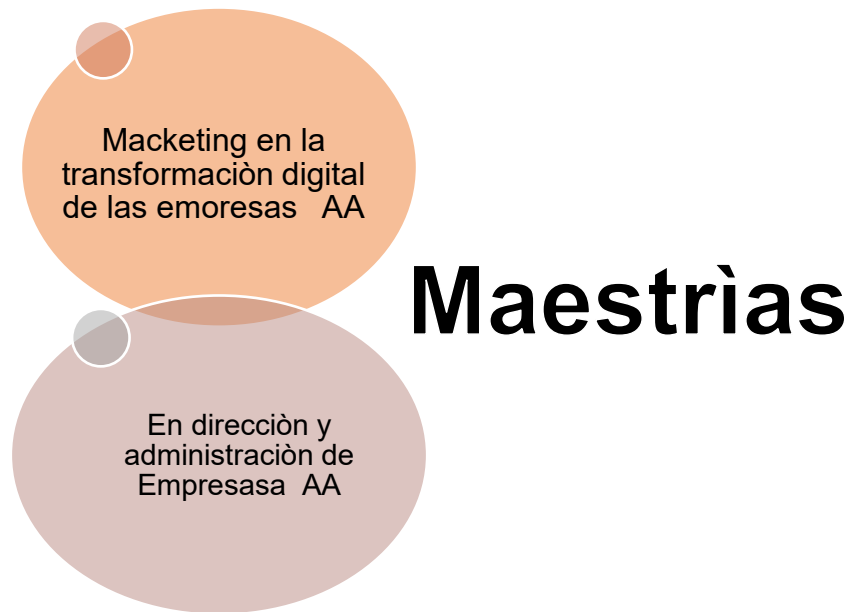 Macketing en la
transformaciòn digital
de las emoresas   AA
Maestrìas
En direcciòn y
administraciòn de
Empresasa  AA